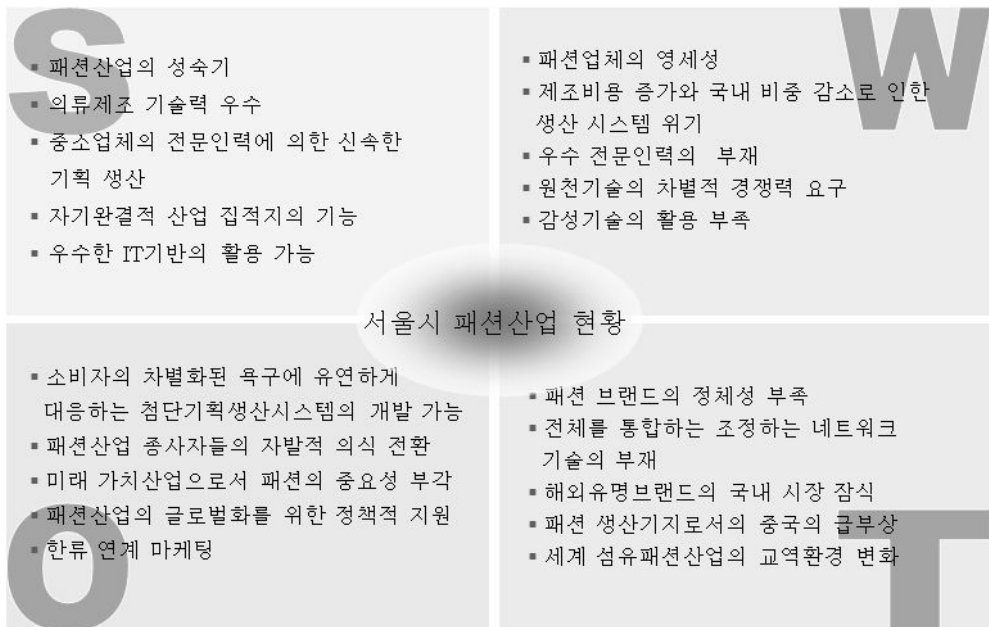 S
▪ 패션산업의 성숙기
▪ 의류제조 기술력 우수
▪ 중소업체의 전문인력에 의한 신속한
기획 생산
▪ 자기완결적 산업 집적지의 기능
▪ 우수한 IT기반의 활용 가능
W
▪ 패션업체의 영세성
▪ 제조비용 증가와 국내 비중 감소로 인한
생산 시스템 위기
▪ 우수 전문인력의 부재
▪ 원천기술의 차별적 경쟁력 요구
▪ 감성기술의 활용 부족
서울시 패션산업 현황
O
▪ 소비자의 차별화된 욕구에 유연하게
대응하는 첨단기획생산시스템의 개발 가능
▪ 패션산업 종사자들의 자발적 의식 전환
▪ 미래 가치산업으로서 패션의 중요성 부각
▪ 패션산업의 글로벌화를 위한 정책적 지원
▪ 한류 연계 마케팅
T
▪ 패션 브랜드의 정체성 부족
▪ 전체를 통합하는 조정하는 네트워크
기술의 부재
▪ 해외유명브랜드의 국내 시장 잠식
▪ 패션 생산기지로서의 중국의 급부상
▪ 세계 섬유패션산업의 교역환경 변화